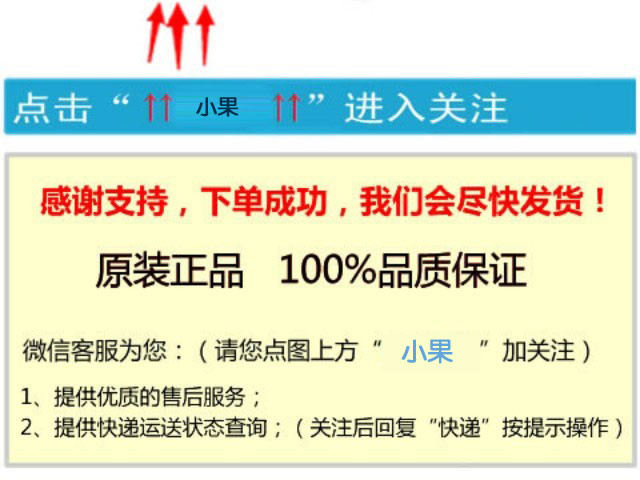 点击“↑↑ 小果 ↑↑”进入关注
感谢支持，下单成功，我们会尽快发货！
原装正品 100%品质保证
微信客服为您：（请您点图上方“ 小果 ”加关注）
1、提供优质的售后服务；
2、提供快递运送状态查询；（关注后回复“快递”按提示操作）